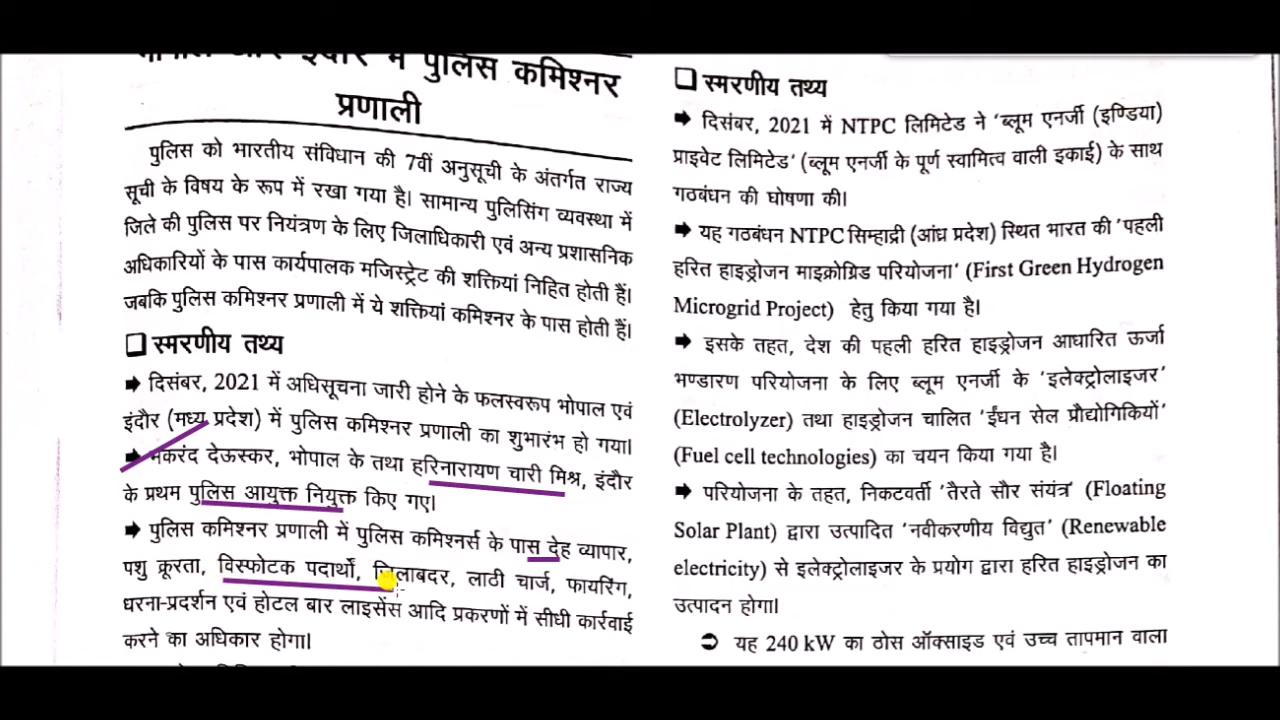 भोपाल और इंदौर में पुलिस कमिश्नर
प्रणाली
पुलिस को भारतीय संविधान की 7वीं अनुसूची के अंतर्गत राज्य
सूची के विषय के रूप में रखा गया है। सामान्य पुलिसिंग व्यवस्था में
जिले की पुलिस पर नियंत्रण के लिए जिलाधिकारी एवं अन्य प्रशासनिक
अधिकारियों के पास कार्यपालक मजिस्ट्रेट की शक्तियां निहित होती हैं।
जबकि पुलिस कमिश्नर प्रणाली में ये शक्तियां कमिश्नर के पास होती हैं।
❑ स्मरणीय तथ्य
➡ दिसंबर, 2021 में अधिसूचना जारी होने के फलस्वरूप भोपाल एवं
इंदौर (मध्य प्रदेश) में पुलिस कमिश्नर प्रणाली का शुभारंभ हो गया।
➡ मकरंद देऊस्कर, भोपाल के तथा हरिनारायण चारी मिश्र, इंदौर
के प्रथम पुलिस आयुक्त नियुक्त किए गए।
➡ पुलिस कमिश्नर प्रणाली में पुलिस कमिश्नर्स के पास देह व्यापार,
पशु क्रूरता, विस्फोटक पदार्थों, जिलाबदर, लाठी चार्ज, फायरिंग,
धरना-प्रदर्शन एवं होटल बार लाइसेंस आदि प्रकरणों में सीधी कार्रवाई
करने का अधिकार होगा।
❑ स्मरणीय तथ्य
➡ दिसंबर, 2021 में NTPC लिमिटेड ने 'ब्लूम एनर्जी (इण्डिया)
प्राइवेट लिमिटेड' (ब्लूम एनर्जी के पूर्ण स्वामित्व वाली इकाई) के साथ
गठबंधन की घोषणा की।
➡ यह गठबंधन NTPC सिम्हाद्री (आंध्र प्रदेश) स्थित भारत की 'पहली
हरित हाइड्रोजन माइक्रोग्रिड परियोजना' (First Green Hydrogen
Microgrid Project) हेतु किया गया है।
➡ इसके तहत, देश की पहली हरित हाइड्रोजन आधारित ऊर्जा
भण्डारण परियोजना के लिए ब्लूम एनर्जी के 'इलेक्ट्रोलाइजर'
(Electrolyzer) तथा हाइड्रोजन चालित 'ईंधन सेल प्रौद्योगिकियों'
(Fuel cell technologies) का चयन किया गया है।
➡ परियोजना के तहत, निकटवर्ती 'तैरते सौर संयंत्र' (Floating
Solar Plant) द्वारा उत्पादित 'नवीकरणीय विद्युत' (Renewable
electricity) से इलेक्ट्रोलाइजर के प्रयोग द्वारा हरित हाइड्रोजन का
उत्पादन होगा।
➲ यह 240 kW का ठोस ऑक्साइड एवं उच्च तापमान वाला